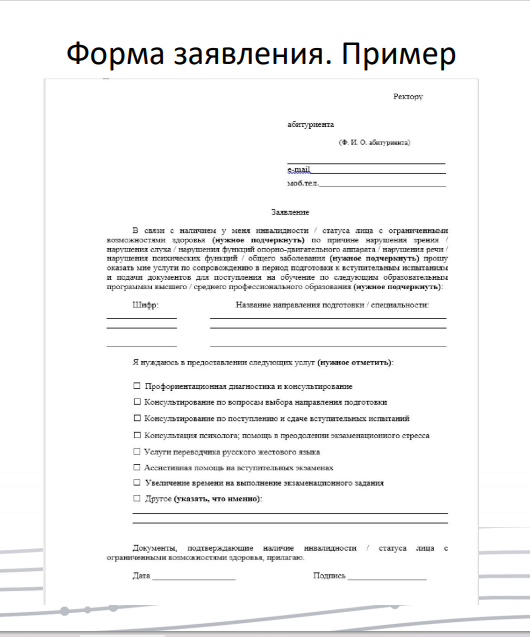 Форма заявления. Пример
Ректору
абитуриента
(Ф. И. О. абитуриента)
e-mail
моб.тел.
Заявление
В связи с наличием у меня инвалидности / статуса лица с ограниченными
возможностями здоровья (нужное подчеркнуть) по причине нарушения зрения /
нарушения слуха / нарушения функций опорно-двигательного аппарата / нарушения речи /
нарушения психических функций / общего заболевания (нужное подчеркнуть) прошу
оказать мне услуги по сопровождению в период подготовки к вступительным испытаниям
и подачи документов для поступления на обучение по следующим образовательным
программам высшего / среднего профессионального образования (нужное подчеркнуть):
Шифр: Название направления подготовки / специальности:
Я нуждаюсь в предоставлении следующих услуг (нужное отметить):
☐ Профориентационная диагностика и консультирование
☐ Консультирование по вопросам выбора направления подготовки
☐ Консультирование по поступлению и сдаче вступительных испытаний
☐ Консультация психолога; помощь в преодолении экзаменационного стресса
☐ Услуги переводчика русского жестового языка
☐ Ассистивная помощь на вступительных экзаменах
☐ Увеличение времени на выполнение экзаменационного задания
☐ Другое (указать, что именно):
Документы, подтверждающие наличие инвалидности / статуса лица с
ограниченными возможностями здоровья, прилагаю.
Дата Подпись